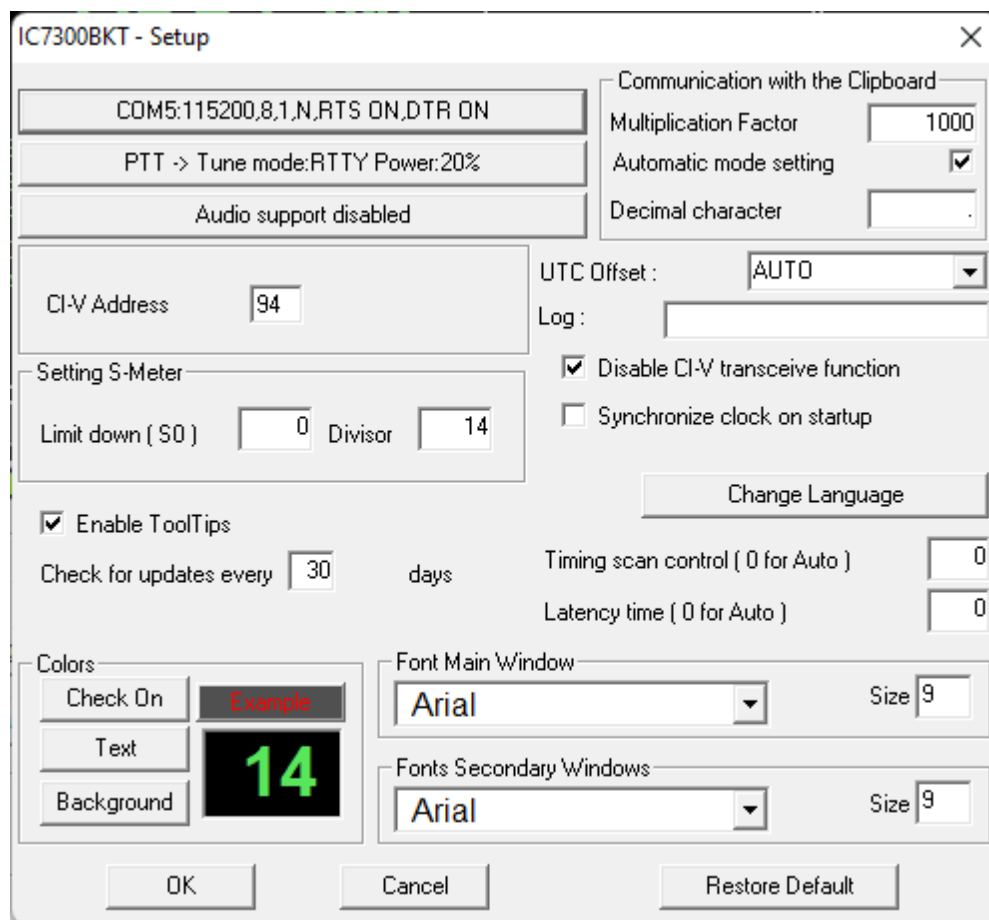 IC7300BKT - Setup
COM5:115200,8,1,N,RTS ON,DTR ON
PTT -> Tune mode:RTTY Power:20%
Audio support disabled
Communication with the Clipboard
Multiplication Factor 1000
Automatic mode setting
Decimal character .
CI-V Address 94
UTC Offset : AUTO
Log :
Setting S-Meter
Limit down ( S0 ) 0 Divisor 14
Disable CI-V transceive function
Synchronize clock on startup
Change Language
Enable ToolTips
Check for updates every 30 days
Timing scan control ( 0 for Auto ) 0
Latency time ( 0 for Auto ) 0
Colors
Check On Example
Text
14
Background
Font Main Window
Arial Size 9
Fonts Secondary Windows
Arial Size 9
OK Cancel Restore Default